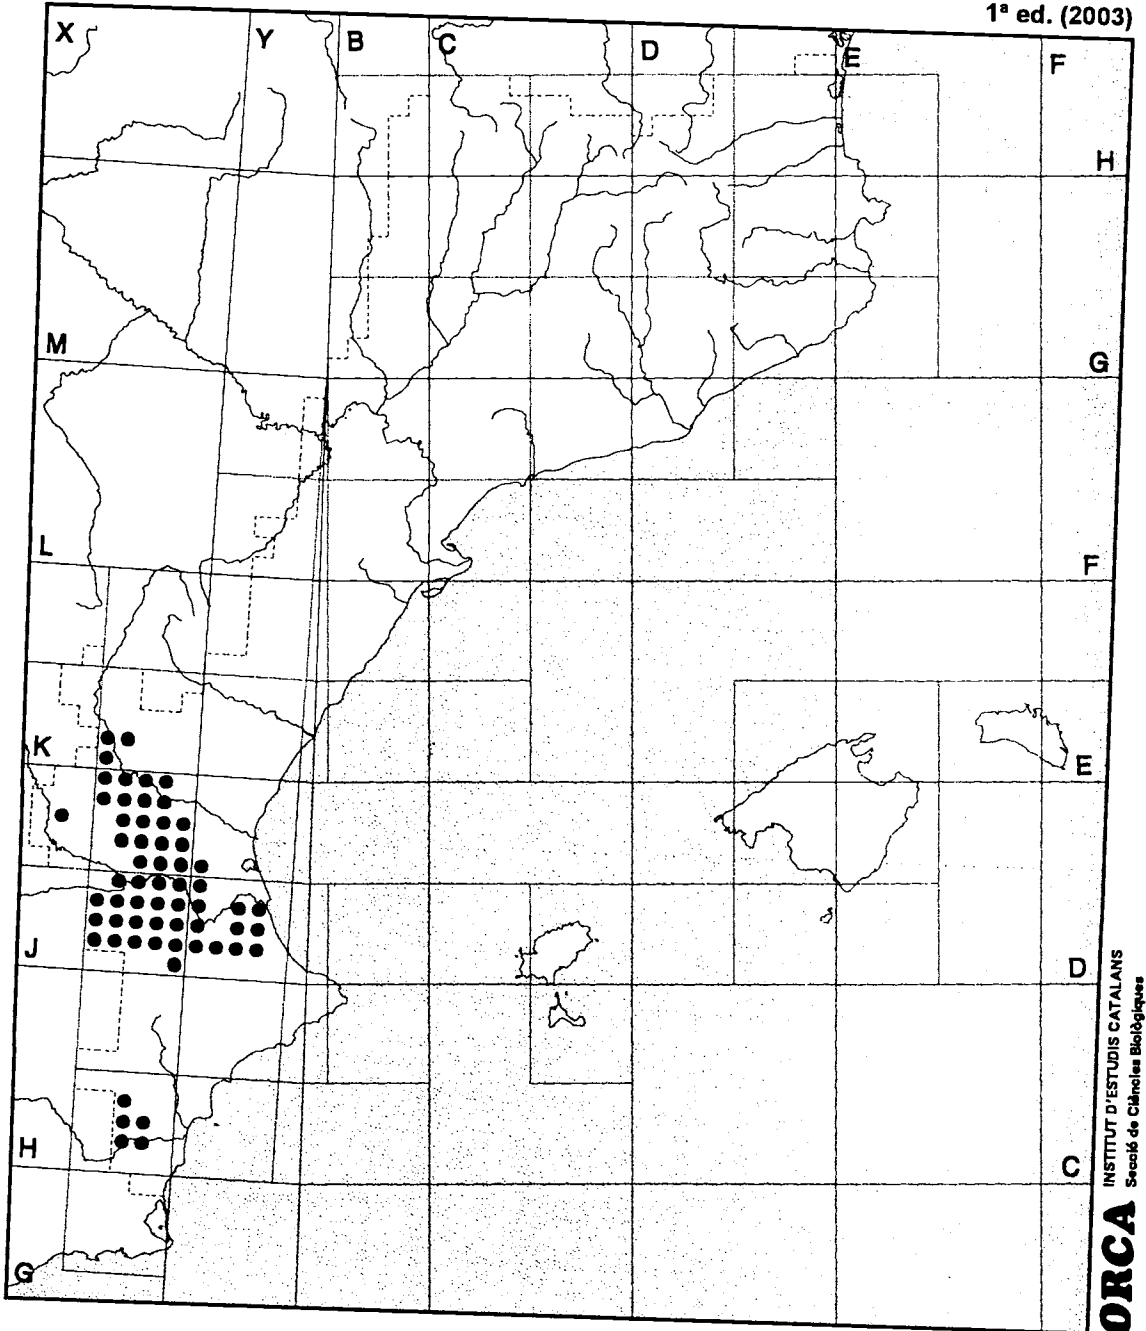 1ª ed. (2003)
X Y B C D E F
H
M G
L F
K E
J D
H C
G
ORCA
INSTITUT D'ESTUDIS CATALANS
Secció de Ciències Biològiques